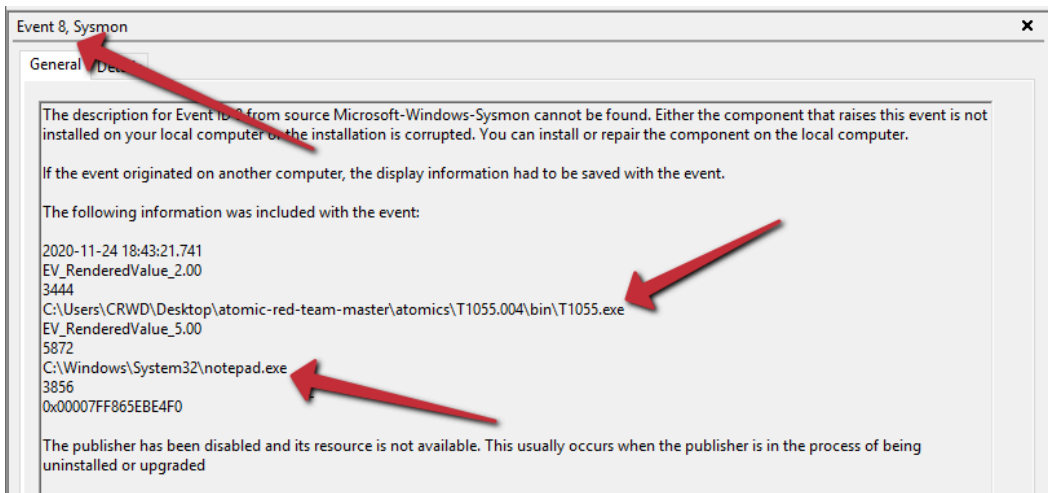 Event 8, Sysmon
General
The description for Event ID from source Microsoft-Windows-Sysmon cannot be found. Either the component that raises this event is not
installed on your local computer or the installation is corrupted. You can install or repair the component on the local computer.
If the event originated on another computer, the display information had to be saved with the event.
The following information was included with the event:
2020-11-24 18:43:21.741
EV_RenderedValue_2.00
3444
C:\Users\CRWD\Desktop\atomic-red-team-master\atomics\T1055.004\bin\T1055.exe
EV_RenderedValue_5.00
5872
C:\Windows\System32\notepad.exe
3856
0x00007FF865EBE4F0
The publisher has been disabled and its resource is not available. This usually occurs when the publisher is in the process of being
uninstalled or upgraded